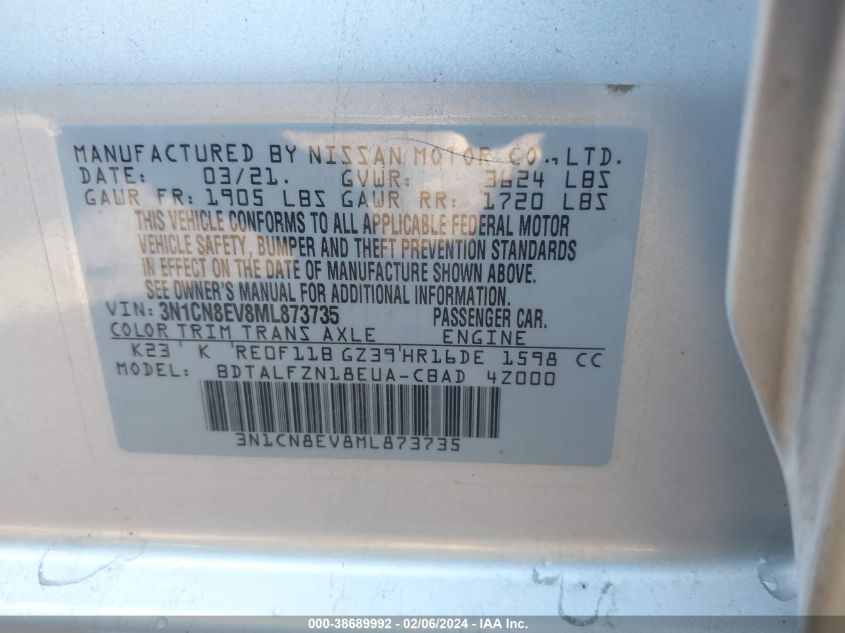 MANUFACTURED BY NISSAN MOTOR CO., LTD.
DATE: 03/21. GVWR: 3624 LBS
GAWR FR: 1905 LBS GAWR RR: 1720 LBS
THIS VEHICLE CONFORMS TO ALL APPLICABLE FEDERAL MOTOR
VEHICLE SAFETY, BUMPER AND THEFT PREVENTION STANDARDS
IN EFFECT ON THE DATE OF MANUFACTURE SHOWN ABOVE.
SEE OWNER'S MANUAL FOR ADDITIONAL INFORMATION.
VIN: 3N1CN8EV8ML873735 PASSENGER CAR.
COLOR TRIM TRANS AXLE ENGINE
K23 K RE0F11B GZ39 HR16DE 1598 CC
MODEL: BDTALFZN18EUA-CBAD 4Z000
3N1CN8EV8ML873735
000-38689992 - 02/06/2024 - IAAI Inc.